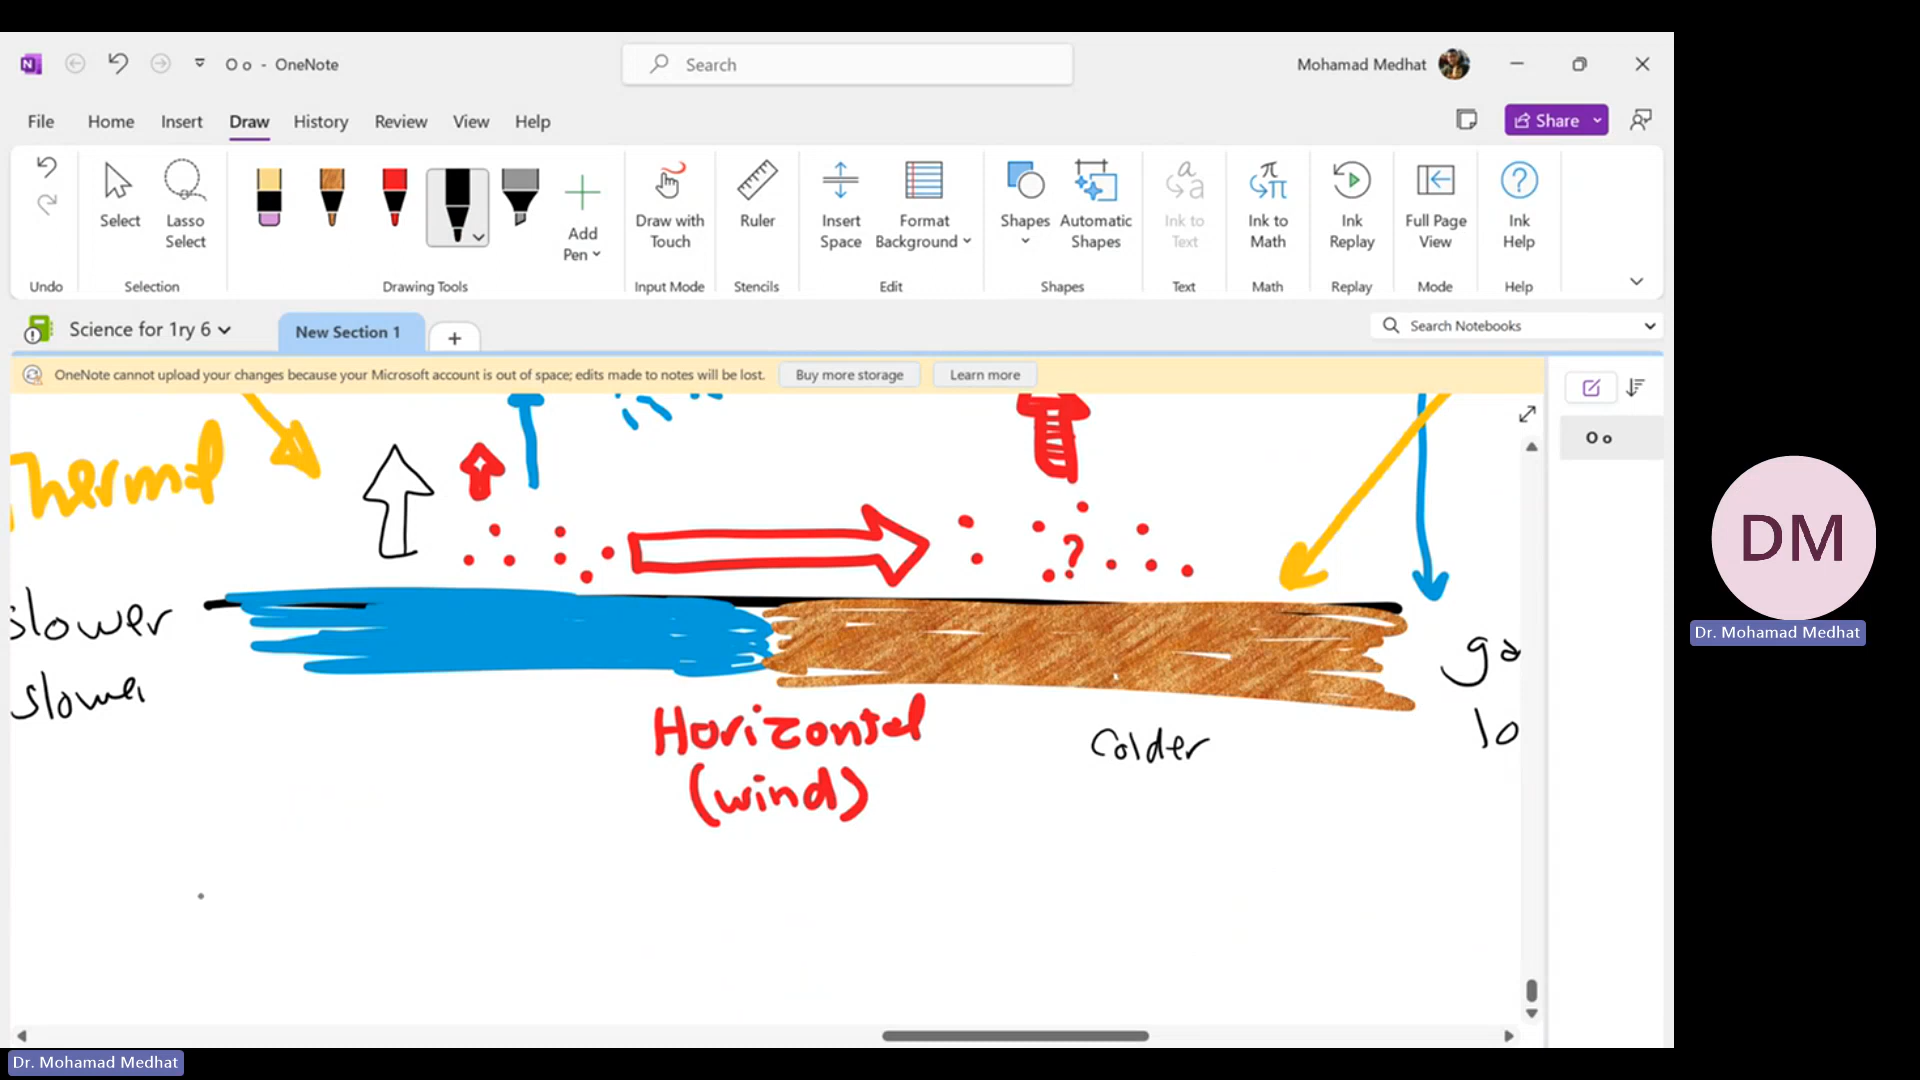 O o - OneNote
Search
Mohamad Medhat
File Home Insert Draw History Review View Help
Share
Select
Lasso Select
Add Pen
Draw with Touch
Ruler
Insert Space
Format Background
Shapes
Automatic Shapes
Ink to Text
Ink to Math
Ink Replay
Full Page View
Ink Help
Undo Selection Drawing Tools Input Mode Stencils Edit Shapes Text Math Replay Mode Help
Science for 1ry 6
New Section 1
Search Notebooks
OneNote cannot upload your changes because your Microsoft account is out of space; edits made to notes will be lost.
Buy more storage
Learn more
O o
Thermal
?
slower
slower
ga
lo
Horizontal
(wind)
Colder
DM
Dr. Mohamad Medhat
Dr. Mohamad Medhat